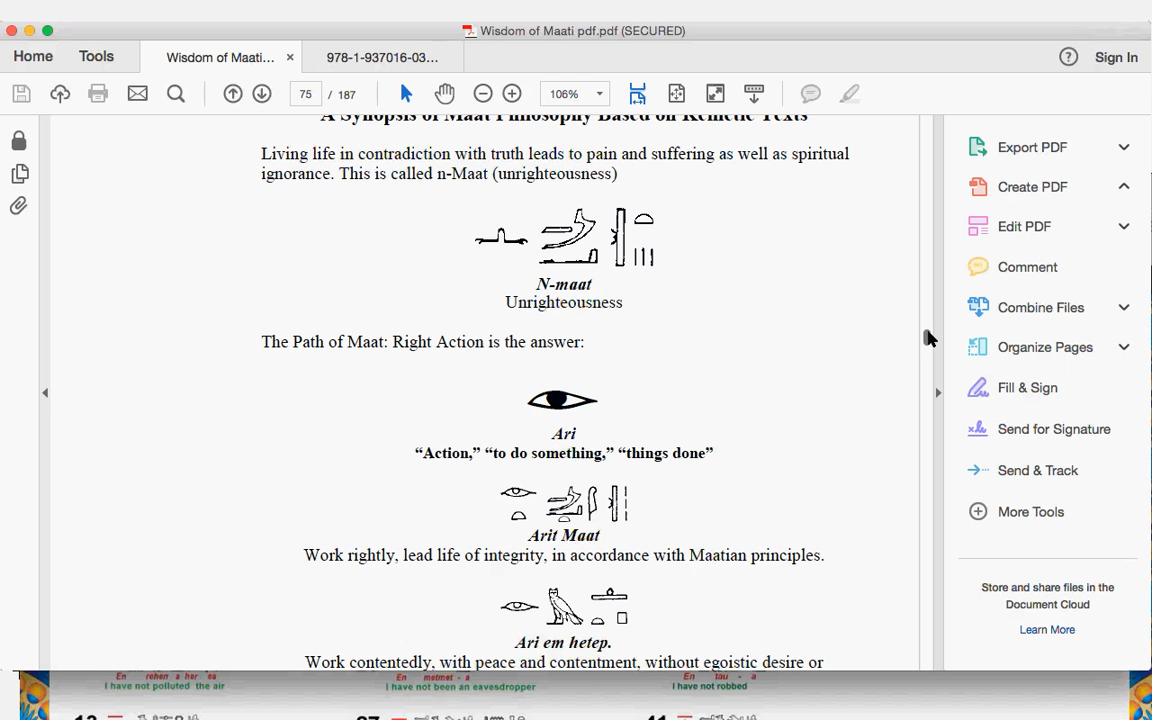 Wisdom of Maati pdf.pdf (SECURED)
Home
Tools
Wisdom of Maati...
×
978-1-937016-03...
?
Sign In
75 / 187
106%
A Synopsis of Maat Philosophy Based on Kemetic Texts
Living life in contradiction with truth leads to pain and suffering as well as spiritual
ignorance. This is called n-Maat (unrighteousness)
N-maat
Unrighteousness
The Path of Maat: Right Action is the answer:
Ari
“Action,” “to do something,” “things done”
Arit Maat
Work rightly, lead life of integrity, in accordance with Maatian principles.
Ari em hetep.
Work contentedly, with peace and contentment, without egoistic desire or
Export PDF
Create PDF
Edit PDF
Comment
Combine Files
Organize Pages
Fill & Sign
Send for Signature
Send & Track
More Tools
Store and share files in the
Document Cloud
Learn More
En rehen a her ea
I have not polluted the air
En metmet - a
I have not been an eavesdropper
En tau - a
I have not robbed
13
27
41